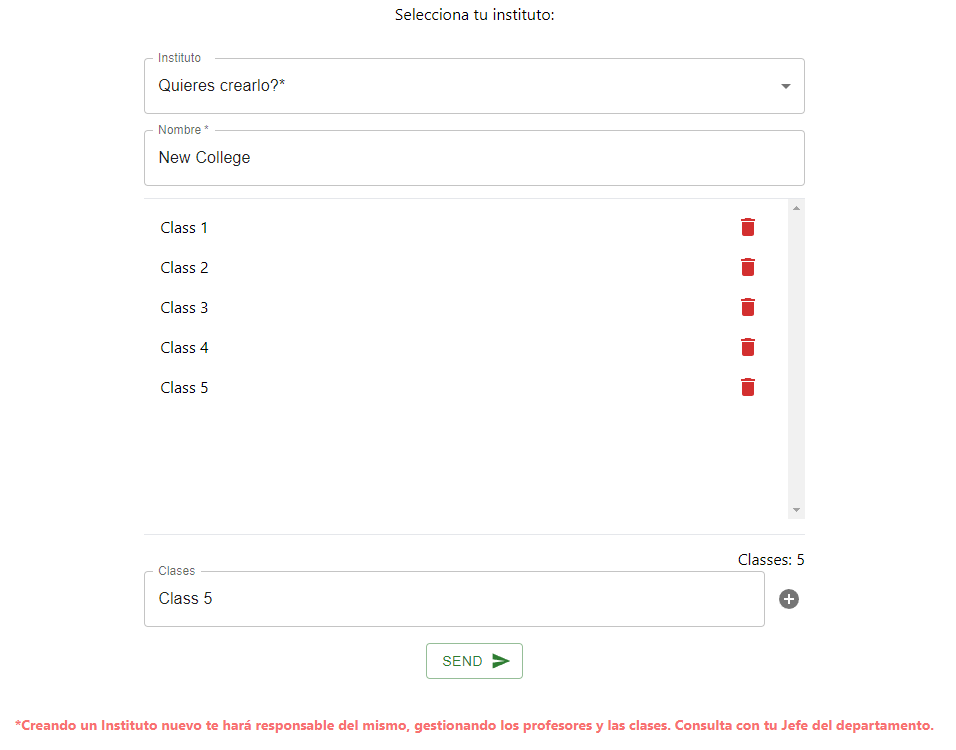 Selecciona tu instituto:
Instituto
Quieres crearlo?*
Nombre *
New College
Class 1
Class 2
Class 3
Class 4
Class 5
Classes: 5
Clases
Class 5
SEND
*Creando un Instituto nuevo te hará responsable del mismo, gestionando los profesores y las clases. Consulta con tu Jefe del departamento.